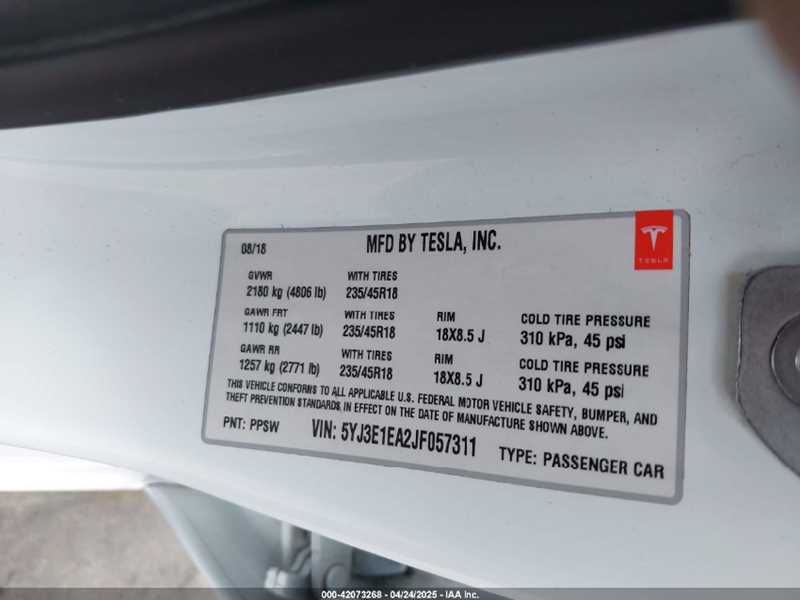 08/18
MFD BY TESLA, INC.
TESLA
GVWR WITH TIRES
2180 kg (4806 lb) 235/45R18
GAWR FRT WITH TIRES RIM COLD TIRE PRESSURE
1110 kg (2447 lb) 235/45R18 18X8.5 J 310 kPa, 45 psi
GAWR RR WITH TIRES RIM COLD TIRE PRESSURE
1257 kg (2771 lb) 235/45R18 18X8.5 J 310 kPa, 45 psi
THIS VEHICLE CONFORMS TO ALL APPLICABLE U.S. FEDERAL MOTOR VEHICLE SAFETY, BUMPER, AND
THEFT PREVENTION STANDARDS IN EFFECT ON THE DATE OF MANUFACTURE SHOWN ABOVE.
PNT: PPSW VIN: 5YJ3E1EA2JF057311 TYPE: PASSENGER CAR
000-42073268 - 04/24/2025 - IAA Inc.